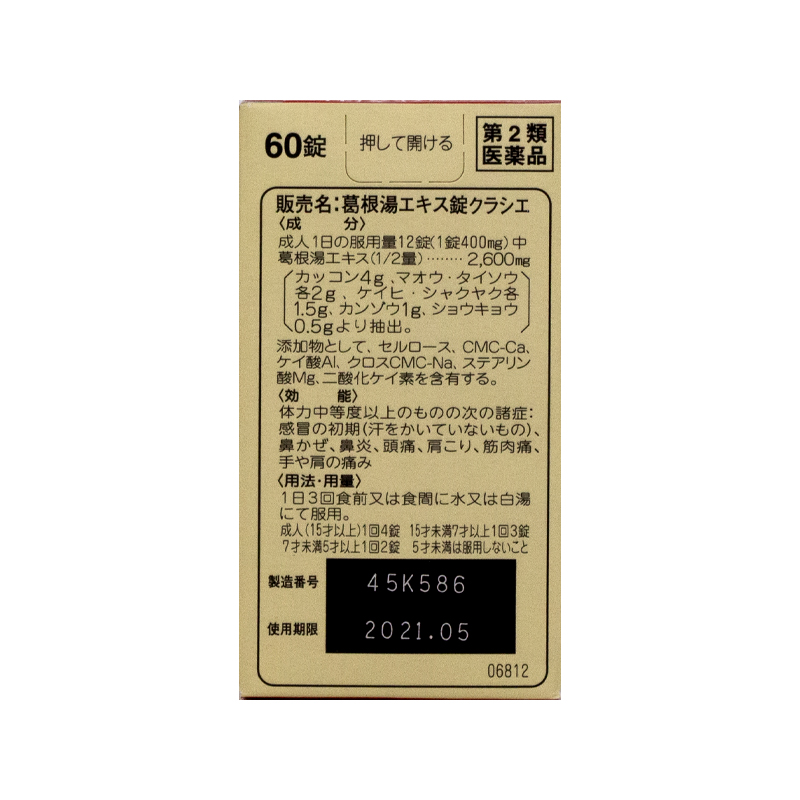 60錠
押して開ける
第2類
医薬品
販売名:葛根湯エキス錠クラシエ
〈成 分〉
成人1日の服用量12錠(1錠400mg)中
葛根湯エキス(1/2量)……… 2,600mg
カッコン4g、マオウ・タイソウ
各2g、ケイヒ・シャクヤク各
1.5g、カンゾウ1g、ショウキョウ
0.5gより抽出。
添加物として、セルロース、CMC-Ca、
ケイ酸Al、クロスCMC-Na、ステアリン
酸Mg、二酸化ケイ素を含有する。
〈効 能〉
体力中等度以上のものの次の諸症:
感冒の初期(汗をかいていないもの)、
鼻かぜ、鼻炎、頭痛、肩こり、筋肉痛、
手や肩の痛み
〈用法・用量〉
1日3回食前又は食間に水又は白湯
にて服用。
成人(15才以上)1回4錠 15才未満7才以上1回3錠
7才未満5才以上1回2錠 5才未満は服用しないこと
製造番号 45K586
使用期限 2021.05
06812